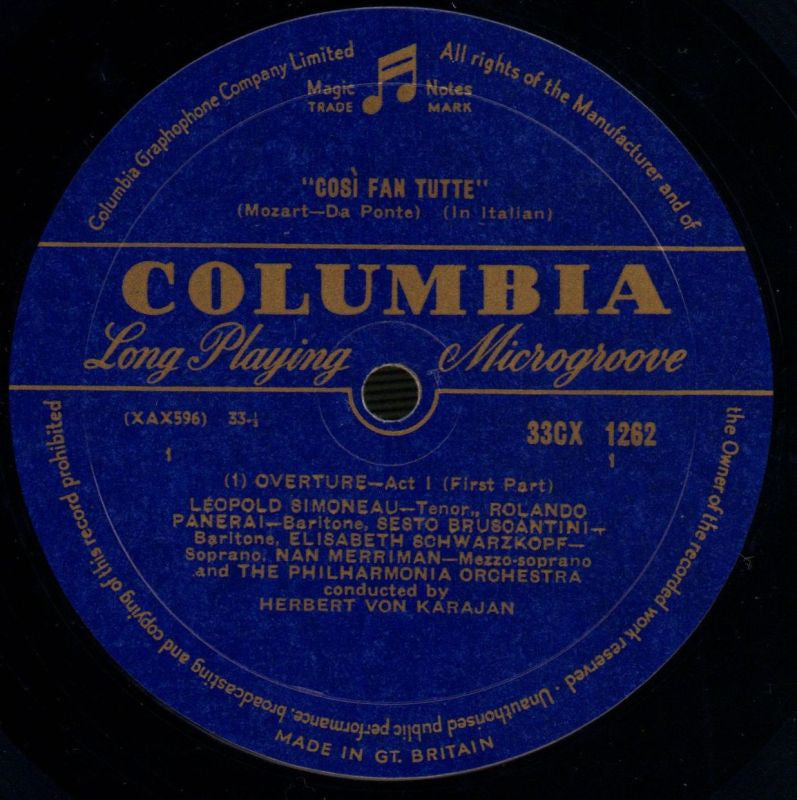 Columbia Graphophone Company Limited
All rights of the Manufacturer and of
the Owner of the recorded work reserved · Unauthorised public performance, broadcasting and copying of this record prohibited
Magic Notes
TRADE MARK
"COSÌ FAN TUTTE"
(Mozart—Da Ponte) (In Italian)
COLUMBIA
Long Playing Microgroove
(XAX596) 33-⅓
33CX 1262
1
1
(1) OVERTURE—Act 1 (First Part)
LÉOPOLD SIMONEAU—Tenor,, ROLANDO
PANERAI—Baritone, SESTO BRUSCANTINI—
Baritone, ELISABETH SCHWARZKOPF—
Soprano, NAN MERRIMAN—Mezzo-soprano
and THE PHILHARMONIA ORCHESTRA
conducted by
HERBERT VON KARAJAN
MADE IN GT. BRITAIN